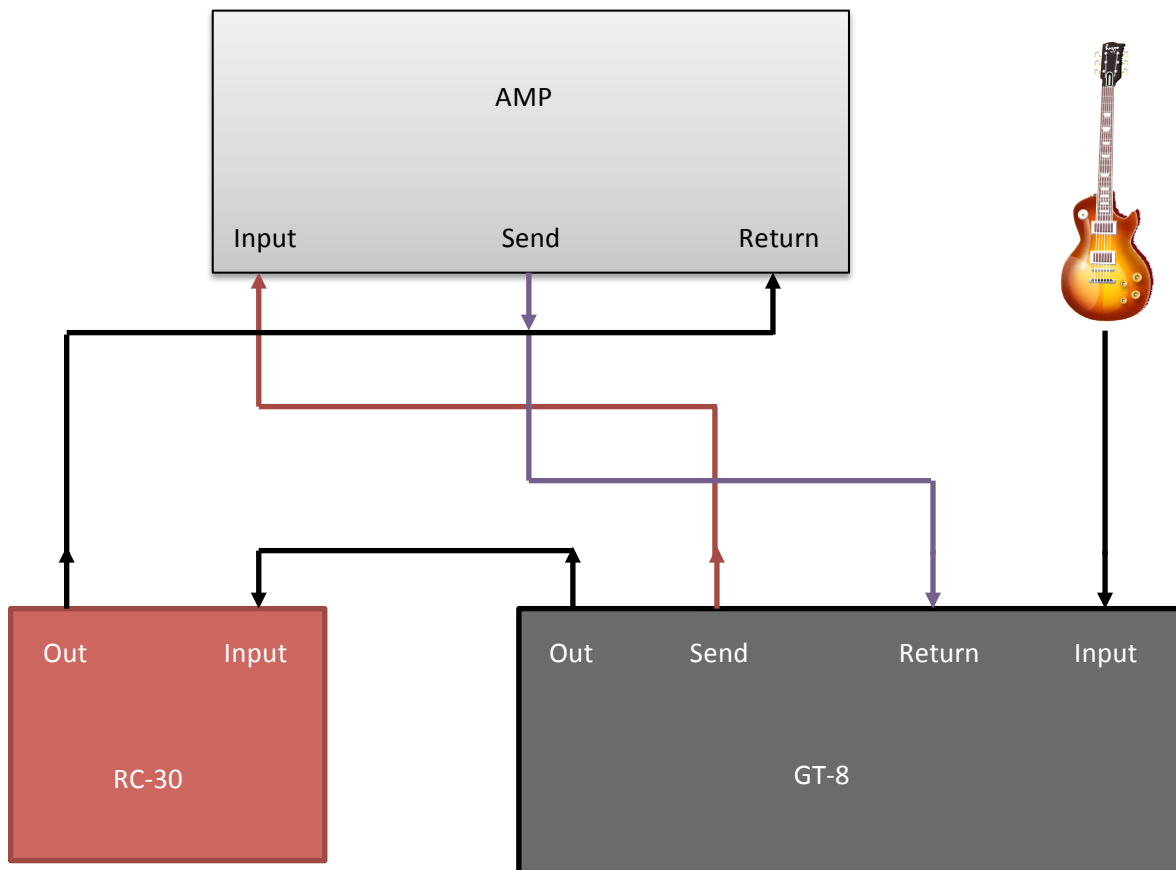 AMP
Input Send Return
Out Input
Out Send Return Input
RC-30
GT-8